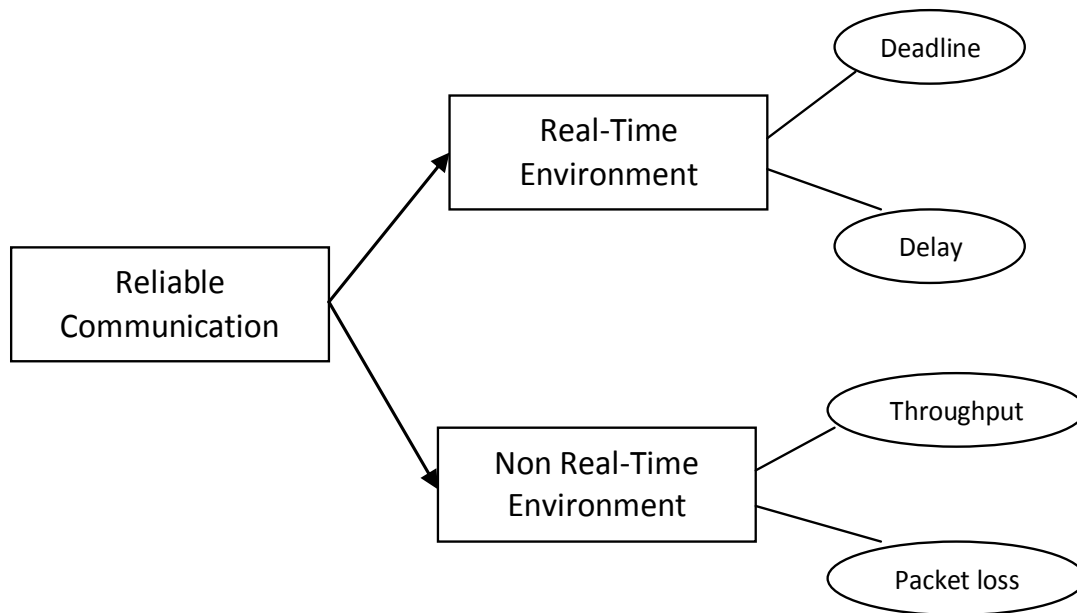 Deadline
Real-Time
Environment
Delay
Reliable
Communication
Throughput
Non Real-Time
Environment
Packet loss